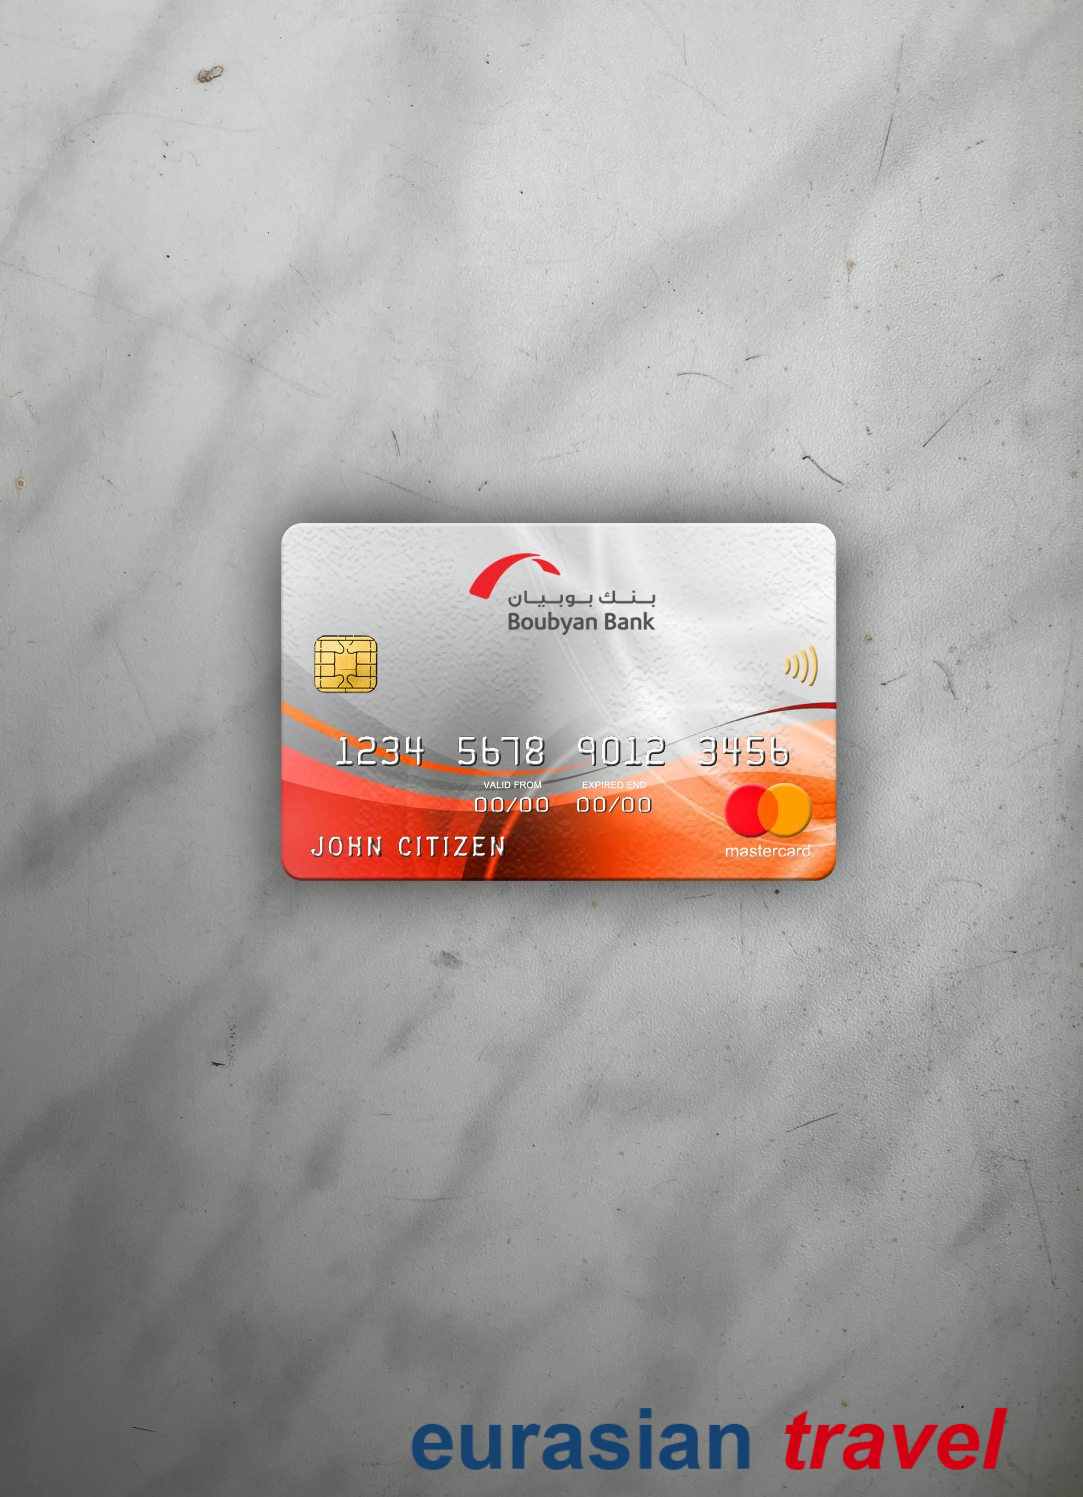 بنك بوبيان
Boubyan Bank
1234 5678 9012 3456
VALID FROM EXPIRED END
00/00 00/00
JOHN CITIZEN
mastercard
eurasian travel